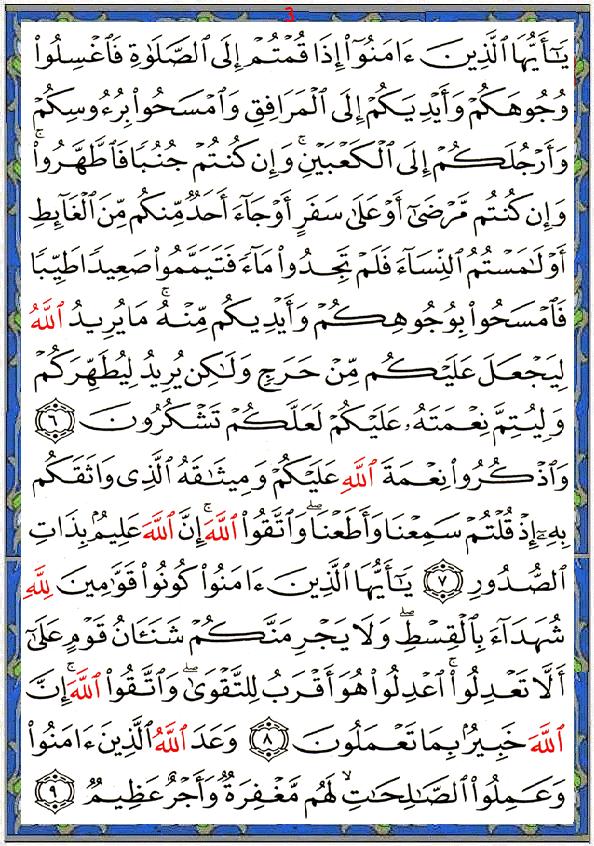 3
يَٰٓأَيُّهَا ٱلَّذِينَ ءَامَنُوٓا۟ إِذَا قُمْتُمْ إِلَى ٱلصَّلَوٰةِ فَٱغْسِلُوا۟
وُجُوهَكُمْ وَأَيْدِيَكُمْ إِلَى ٱلْمَرَافِقِ وَٱمْسَحُوا۟ بِرُءُوسِكُمْ
وَأَرْجُلَكُمْ إِلَى ٱلْكَعْبَيْنِ ۚ وَإِن كُنتُمْ جُنُبًا فَٱطَّهَّرُوا۟ ۚ
وَإِن كُنتُم مَّرْضَىٰٓ أَوْ عَلَىٰ سَفَرٍ أَوْ جَآءَ أَحَدٌ مِّنكُم مِّنَ ٱلْغَآئِطِ
أَوْ لَٰمَسْتُمُ ٱلنِّسَآءَ فَلَمْ تَجِدُوا۟ مَآءً فَتَيَمَّمُوا۟ صَعِيدًا طَيِّبًا
فَٱمْسَحُوا۟ بِوُجُوهِكُمْ وَأَيْدِيكُم مِّنْهُ ۚ مَا يُرِيدُ ٱللَّهُ
لِيَجْعَلَ عَلَيْكُم مِّنْ حَرَجٍ وَلَٰكِن يُرِيدُ لِيُطَهِّرَكُمْ
وَلِيُتِمَّ نِعْمَتَهُۥ عَلَيْكُمْ لَعَلَّكُمْ تَشْكُرُونَ ٦
وَٱذْكُرُوا۟ نِعْمَةَ ٱللَّهِ عَلَيْكُمْ وَمِيثَٰقَهُ ٱلَّذِى وَاثَقَكُم
بِهِۦٓ إِذْ قُلْتُمْ سَمِعْنَا وَأَطَعْنَا ۖ وَٱتَّقُوا۟ ٱللَّهَ ۚ إِنَّ ٱللَّهَ عَلِيمٌۢ بِذَاتِ
ٱلصُّدُورِ ٧ يَٰٓأَيُّهَا ٱلَّذِينَ ءَامَنُوا۟ كُونُوا۟ قَوَّٰمِينَ لِلَّهِ
شُهَدَآءَ بِٱلْقِسْطِ ۖ وَلَا يَجْرِمَنَّكُمْ شَنَـَٔانُ قَوْمٍ عَلَىٰٓ
أَلَّا تَعْدِلُوا۟ ۚ ٱعْدِلُوا۟ هُوَ أَقْرَبُ لِلتَّقْوَىٰ ۖ وَٱتَّقُوا۟ ٱللَّهَ ۚ إِنَّ
ٱللَّهَ خَبِيرٌۢ بِمَا تَعْمَلُونَ ٨ وَعَدَ ٱللَّهُ ٱلَّذِينَ ءَامَنُوا۟
وَعَمِلُوا۟ ٱلصَّٰلِحَٰتِ ۙ لَهُم مَّغْفِرَةٌ وَأَجْرٌ عَظِيمٌ ٩